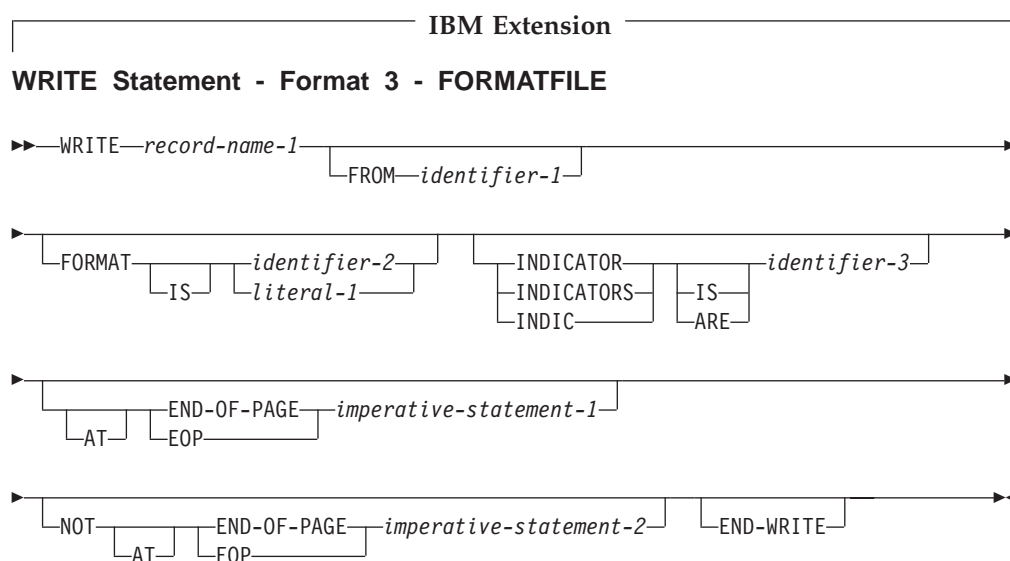 IBM Extension
WRITE Statement - Format 3 - FORMATFILE
WRITE record-name-1
FROM identifier-1
FORMAT identifier-2 INDICATOR identifier-3
IS literal-1 INDICATORS IS
INDIC ARE
END-OF-PAGE imperative-statement-1
AT EOP
NOT END-OF-PAGE imperative-statement-2 END-WRITE
AT EOP